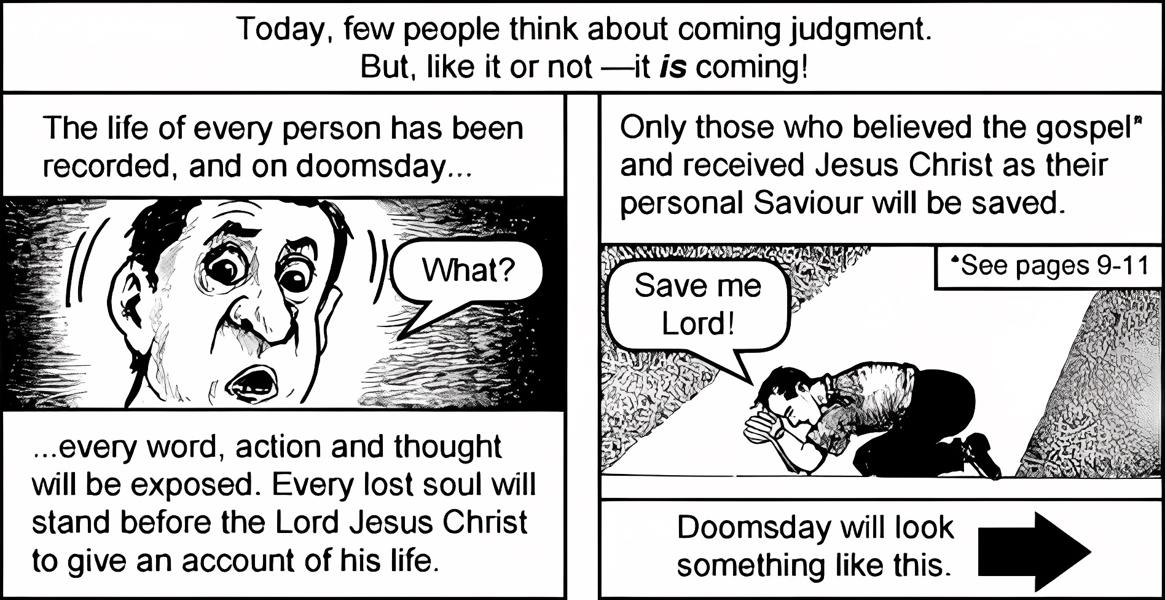 Today, few people think about coming judgment.
But, like it or not —it is coming!
The life of every person has been
recorded, and on doomsday...
What?
...every word, action and thought
will be exposed. Every lost soul will
stand before the Lord Jesus Christ
to give an account of his life.
Only those who believed the gospel*
and received Jesus Christ as their
personal Saviour will be saved.
*See pages 9-11
Save me
Lord!
Doomsday will look
something like this.